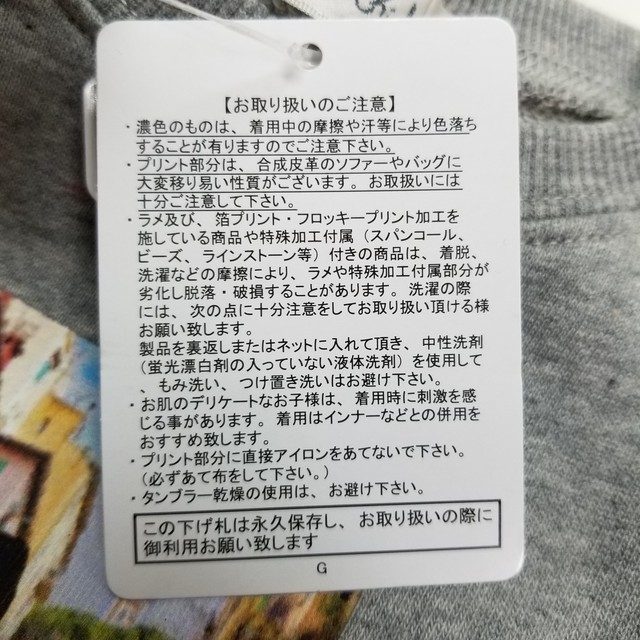 【お取り扱いのご注意】
・濃色のものは、着用中の摩擦や汗等により色落ち
することが有りますのでご注意下さい。
・プリント部分は、合成皮革のソファーやバッグに
大変移り易い性質がございます。お取扱いには
十分ご注意して下さい。
・ラメ及び、箔プリント・フロッキープリント加工を
施している商品や特殊加工付属（スパンコール、
ビーズ、ラインストーン等）付きの商品は、着脱、
洗濯などの摩擦により、ラメや特殊加工付属部分が
劣化し脱落・破損することがあります。洗濯の際
には、次の点に十分注意をしてお取り扱い頂ける様
お願い致します。
製品を裏返しまたはネットに入れて頂き、中性洗剤
（蛍光漂白剤の入っていない液体洗剤）を使用して
、もみ洗い、つけ置き洗いはお避け下さい。
・お肌のデリケートなお子様は、着用時に刺激を感
じる事があります。着用はインナーなどとの併用を
おすすめ致します。
・プリント部分に直接アイロンをあてないで下さい。
（必ずあて布をして下さい。）
・タンブラー乾燥の使用は、お避け下さい。
この下げ札は永久保存し、お取り扱いの際に
御利用お願い致します
G